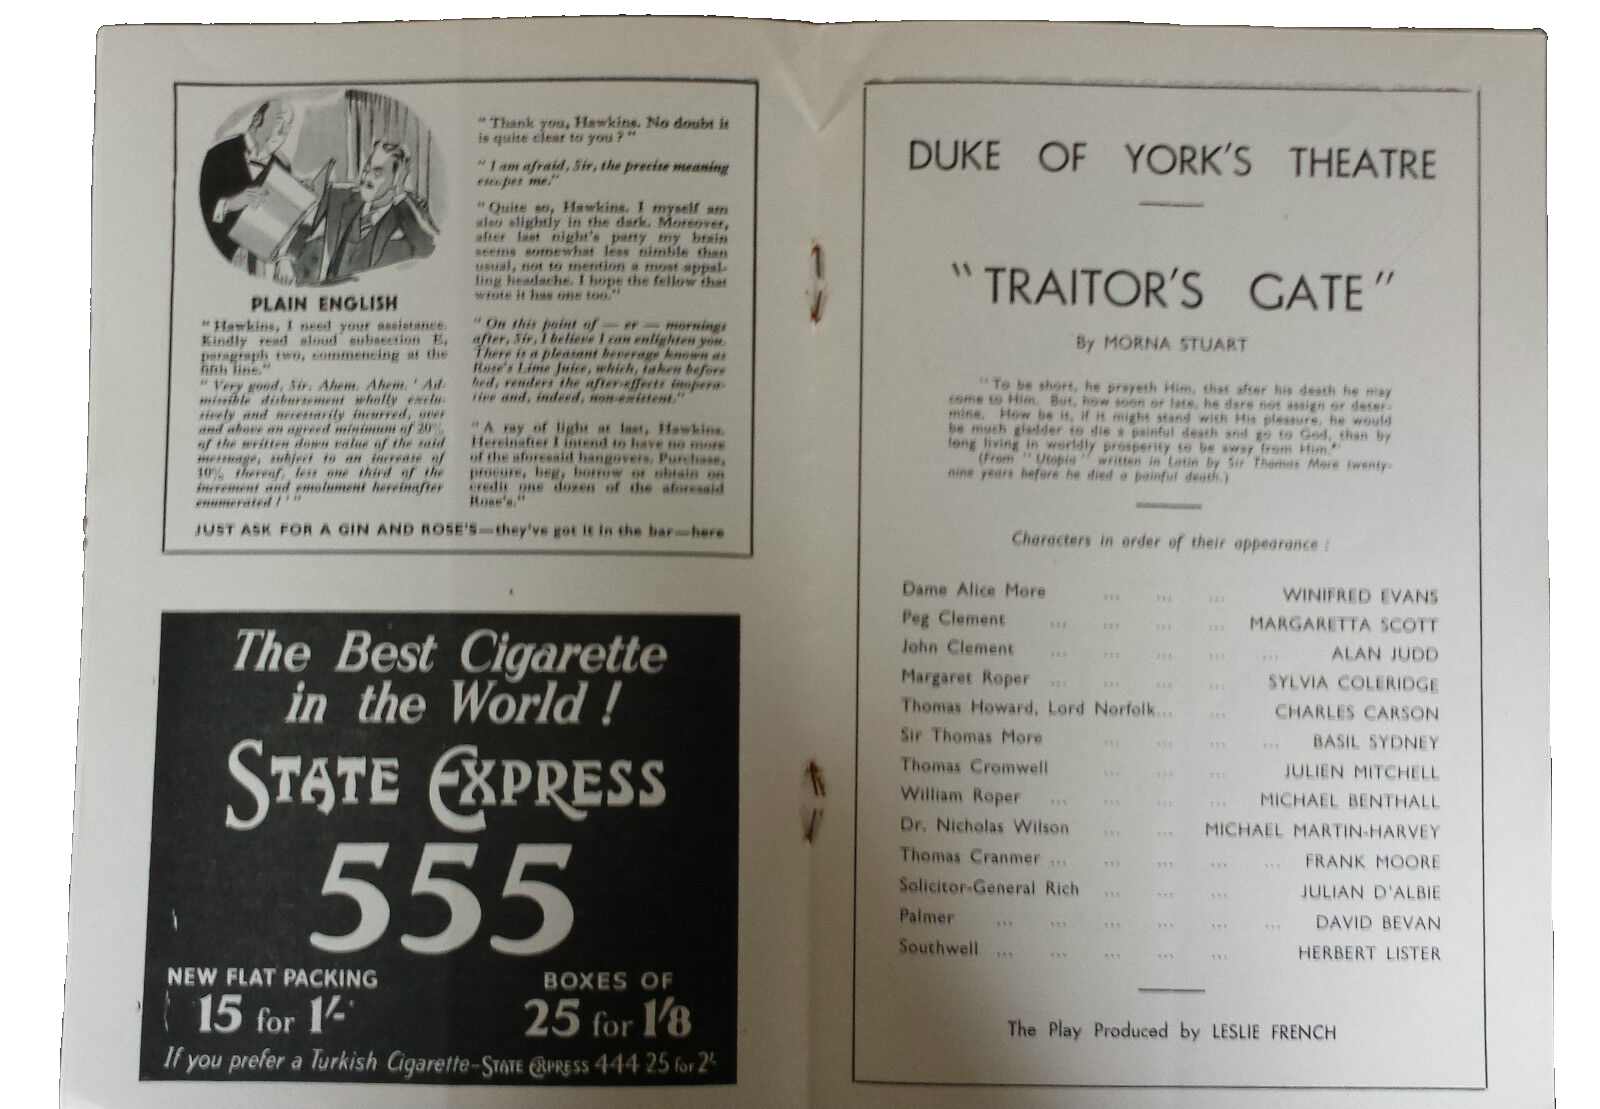 PLAIN ENGLISH
"Hawkins, I need your assistance.
Kindly read aloud subsection E,
paragraph two, commencing at the
fifth line."
"Very good, Sir. Ahem. Ahem. 'Ad-
missible disbursement wholly exclu-
sively and necessarily incurred, over
and above an agreed minimum of 20%
of the written down value of the said
message, subject to an increase of
10% thereof, less one third of the
increment and emolument hereinafter
enumerated!'"
"Thank you, Hawkins. No doubt it
is quite clear to you?"
"I am afraid, Sir, the precise meaning
escapes me."
"Quite so, Hawkins. I myself am
also slightly in the dark. Moreover,
after last night's party my brain
seems somewhat less nimble than
usual, not to mention a most appal-
ling headache. I hope the fellow that
wrote it has one too."
"On this point of — er — mornings
after, Sir, I believe I can enlighten you.
There is a pleasant beverage known as
Rose's Lime Juice, which, taken before
bed, renders the after-effects inopera-
tive and, indeed, non-existent."
"A ray of light at last, Hawkins.
Hereinafter I intend to have no more
of the aforesaid hangovers. Purchase,
procure, beg, borrow or obtain on
credit one dozen of the aforesaid
Rose's."
JUST ASK FOR A GIN AND ROSE'S—they've got it in the bar—here
The Best Cigarette
in the World!
STATE EXPRESS
555
NEW FLAT PACKING
15 for 1/-
BOXES OF
25 for 1/8
If you prefer a Turkish Cigarette-STATE EXPRESS 444 25 for 2/-
DUKE OF YORK'S THEATRE
"TRAITOR'S GATE"
By MORNA STUART
"To be short, he prayeth Him, that after his death he may
come to Him. But, how soon or late, he dare not assign or deter-
mine. How be it, if it might stand with His pleasure, he would
be much gladder to die a painful death and go to God, than by
long living in worldly prosperity to be away from Him."
(From "Utopia" written in Latin by Sir Thomas More twenty-
nine years before he died a painful death.)
Characters in order of their appearance:
Dame Alice More ... ... ... WINIFRED EVANS
Peg Clement ... ... ... ... MARGARETTA SCOTT
John Clement ... ... ... ... ... ALAN JUDD
Margaret Roper ... ... ... ... SYLVIA COLERIDGE
Thomas Howard, Lord Norfolk... ... CHARLES CARSON
Sir Thomas More ... ... ... ... BASIL SYDNEY
Thomas Cromwell ... ... ... JULIEN MITCHELL
William Roper ... ... ... ... MICHAEL BENTHALL
Dr. Nicholas Wilson ... ... MICHAEL MARTIN-HARVEY
Thomas Cranmer ... ... ... ... ... FRANK MOORE
Solicitor-General Rich ... ... ... JULIAN D'ALBIE
Palmer ... ... ... ... ... ... DAVID BEVAN
Southwell ... ... ... ... ... HERBERT LISTER
The Play Produced by LESLIE FRENCH